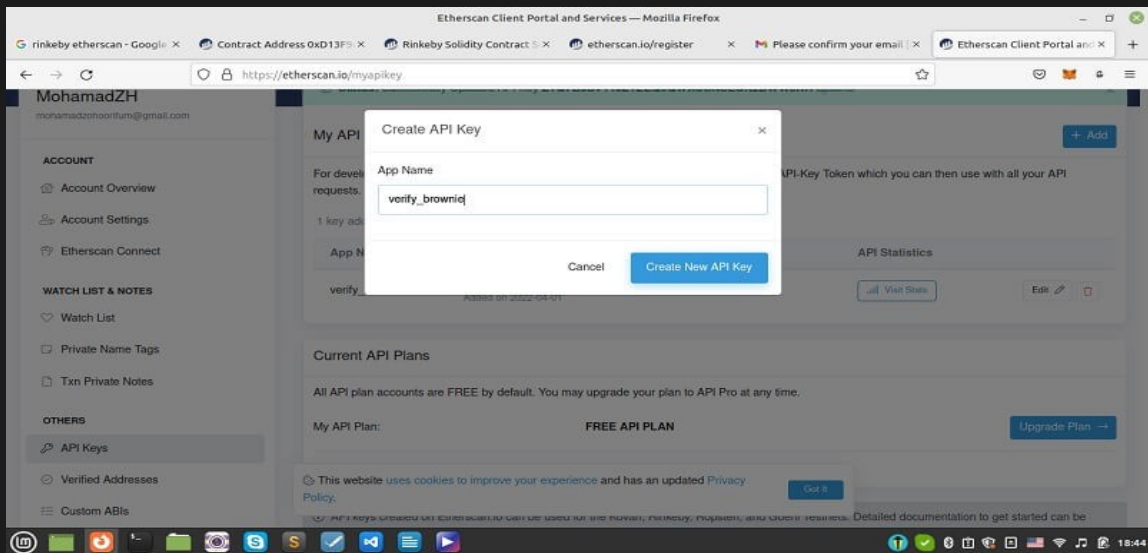 Etherscan Client Portal and Services — Mozilla Firefox
rinkeby etherscan - Google
Contract Address 0xD13F9
Rinkeby Solidity Contract S
etherscan.io/register
Please confirm your email [
Etherscan Client Portal and
https://etherscan.io/myapikey
MohamadZH
mohamadzohoorifum@gmail.com
ACCOUNT
Account Overview
Account Settings
Etherscan Connect
WATCH LIST & NOTES
Watch List
Private Name Tags
Txn Private Notes
OTHERS
API Keys
Verified Addresses
Custom ABIs
My API
+ Add
For devel
API-Key Token which you can then use with all your API
requests.
1 key add
App N
API Statistics
verify_
Added on 2022-04-01
Visit Stats
Edit
Create API Key
App Name
verify_brownie
Cancel
Create New API Key
Current API Plans
All API plan accounts are FREE by default. You may upgrade your plan to API Pro at any time.
My API Plan:
FREE API PLAN
Upgrade Plan →
This website uses cookies to improve your experience and has an updated Privacy
Policy.
Got It
API keys created on Etherscan.io can be used for the Kovan, Rinkeby, Ropsten, and Goerli Testnets. Detailed documentation to get started can be
18:44